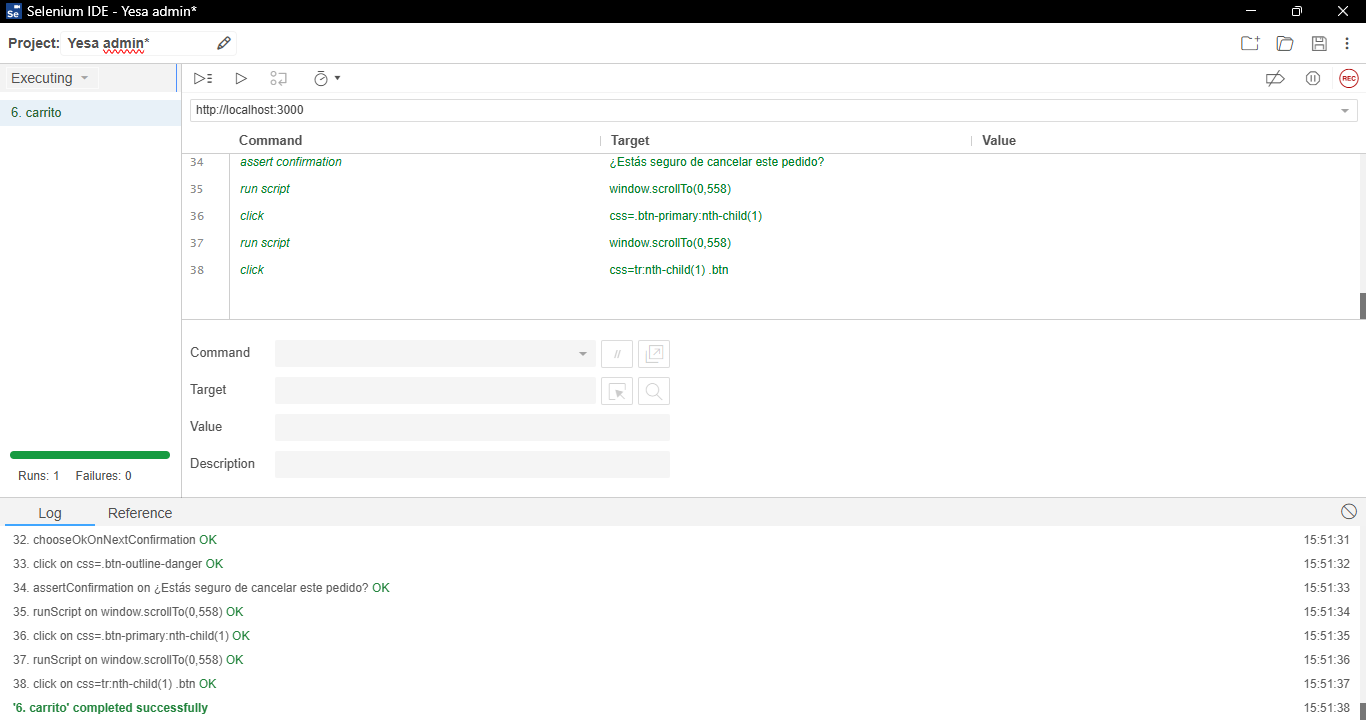 Selenium IDE - Yesa admin*
Project: Yesa admin*
Executing
REC
6. carrito
http://localhost:3000
Command Target Value
34 assert confirmation ¿Estás seguro de cancelar este pedido?
35 run script window.scrollTo(0,558)
36 click css=.btn-primary:nth-child(1)
37 run script window.scrollTo(0,558)
38 click css=tr:nth-child(1) .btn
Command //
Target
Value
Description
Runs: 1 Failures: 0
Log Reference
32. chooseOkOnNextConfirmation OK 15:51:31
33. click on css=.btn-outline-danger OK 15:51:32
34. assertConfirmation on ¿Estás seguro de cancelar este pedido? OK 15:51:33
35. runScript on window.scrollTo(0,558) OK 15:51:34
36. click on css=.btn-primary:nth-child(1) OK 15:51:35
37. runScript on window.scrollTo(0,558) OK 15:51:36
38. click on css=tr:nth-child(1) .btn OK 15:51:37
'6. carrito' completed successfully 15:51:38